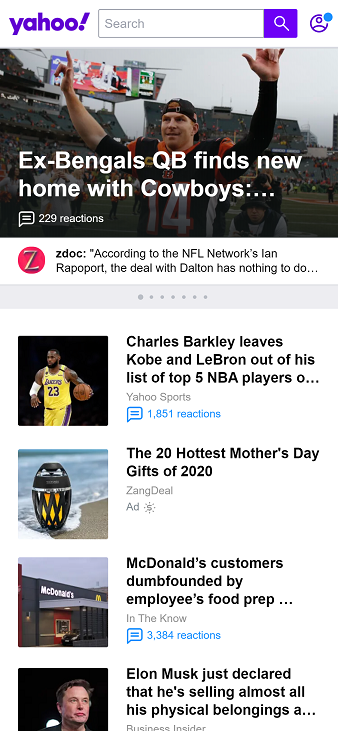 yahoo!
Search
Ex-Bengals QB finds new
home with Cowboys:...
229 reactions
Z
zdoc: "According to the NFL Network's Ian
Rapoport, the deal with Dalton has nothing to do...
Charles Barkley leaves
Kobe and LeBron out of his
list of top 5 NBA players o...
Yahoo Sports
1,851 reactions
LAKERS
23
The 20 Hottest Mother's Day
Gifts of 2020
ZangDeal
Ad
McDonald's customers
dumbfounded by
employee's food prep ...
In The Know
3,384 reactions
McDonald's
Elon Musk just declared
that he's selling almost all
his physical belongings a...
Business Insider
14